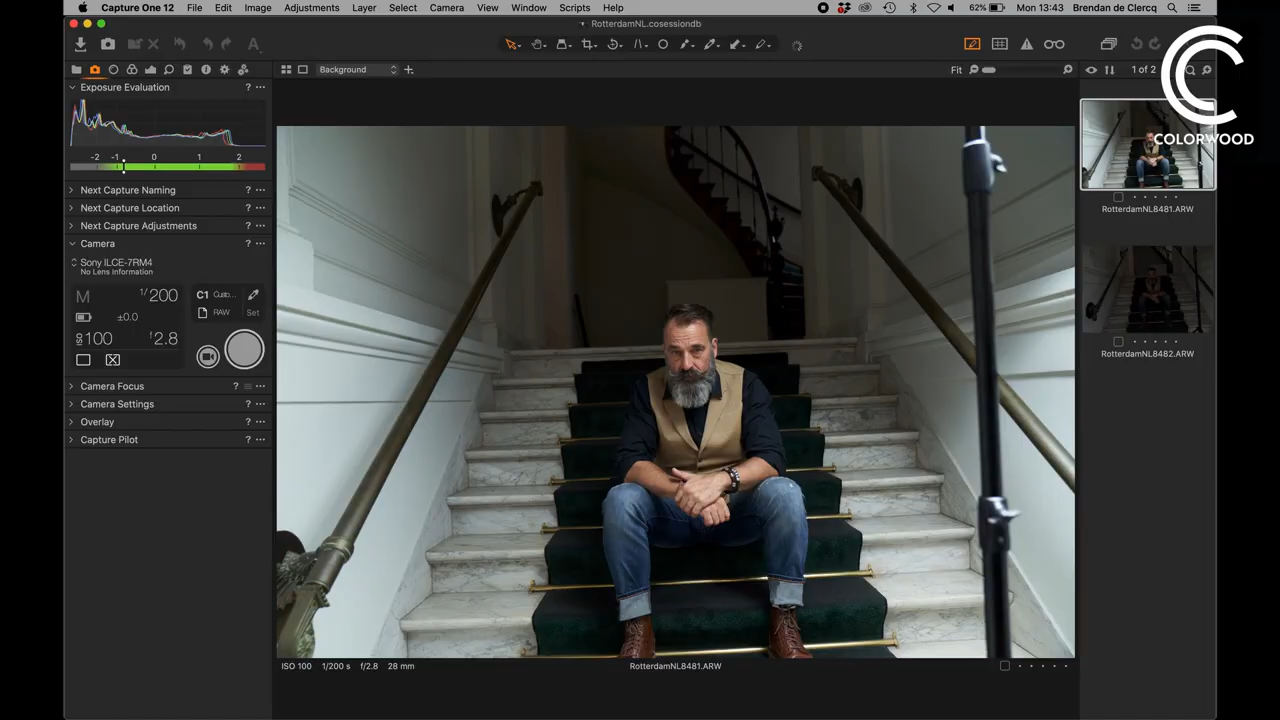 Capture One 12 File Edit Image Adjustments Layer Select Camera View Window Scripts Help 62% Mon 13:43 Brendan de Clercq
RotterdamNL.cosessiondb
Background Fit 1 of 2
COLORWOOD
Exposure Evaluation ? ...
-2 -1 0 1 2
Next Capture Naming ? ...
Next Capture Location ? ...
Next Capture Adjustments ? ...
Camera ? ...
Sony ILCE-7RM4
No Lens Information
M 1/200 C1 Custo...
±0.0 RAW Set
ISO 100 f/2.8
Camera Focus ? ...
Camera Settings ? ...
Overlay ? ...
Capture Pilot ? ...
RotterdamNL8481.ARW
RotterdamNL8482.ARW
ISO 100 1/200 s f/2.8 28 mm RotterdamNL8481.ARW